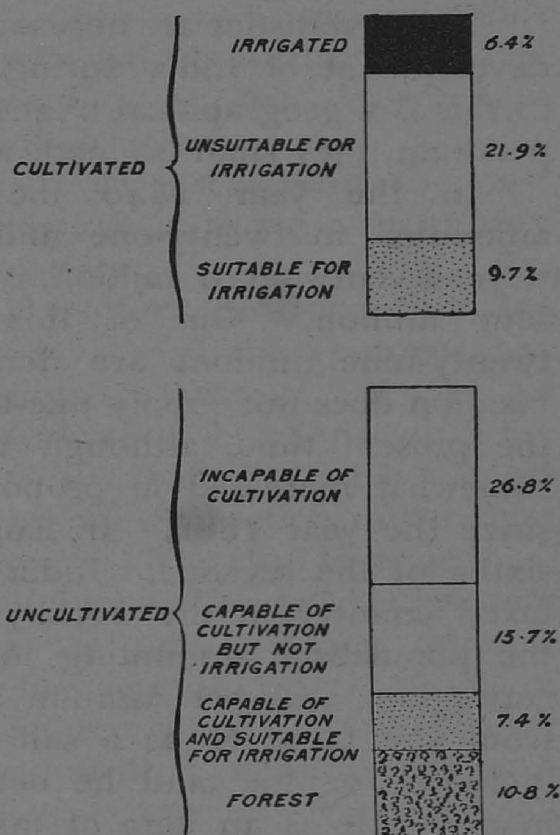 IRRIGATED
6.4%
CULTIVATED
UNSUITABLE FOR
IRRIGATION
21.9%
SUITABLE FOR
IRRIGATION
9.7%
UNCULTIVATED
INCAPABLE OF
CULTIVATION
26.8%
CAPABLE OF
CULTIVATION
BUT NOT
IRRIGATION
15.7%
CAPABLE OF
CULTIVATION
AND SUITABLE
FOR IRRIGATION
7.4%
FOREST
10.8%